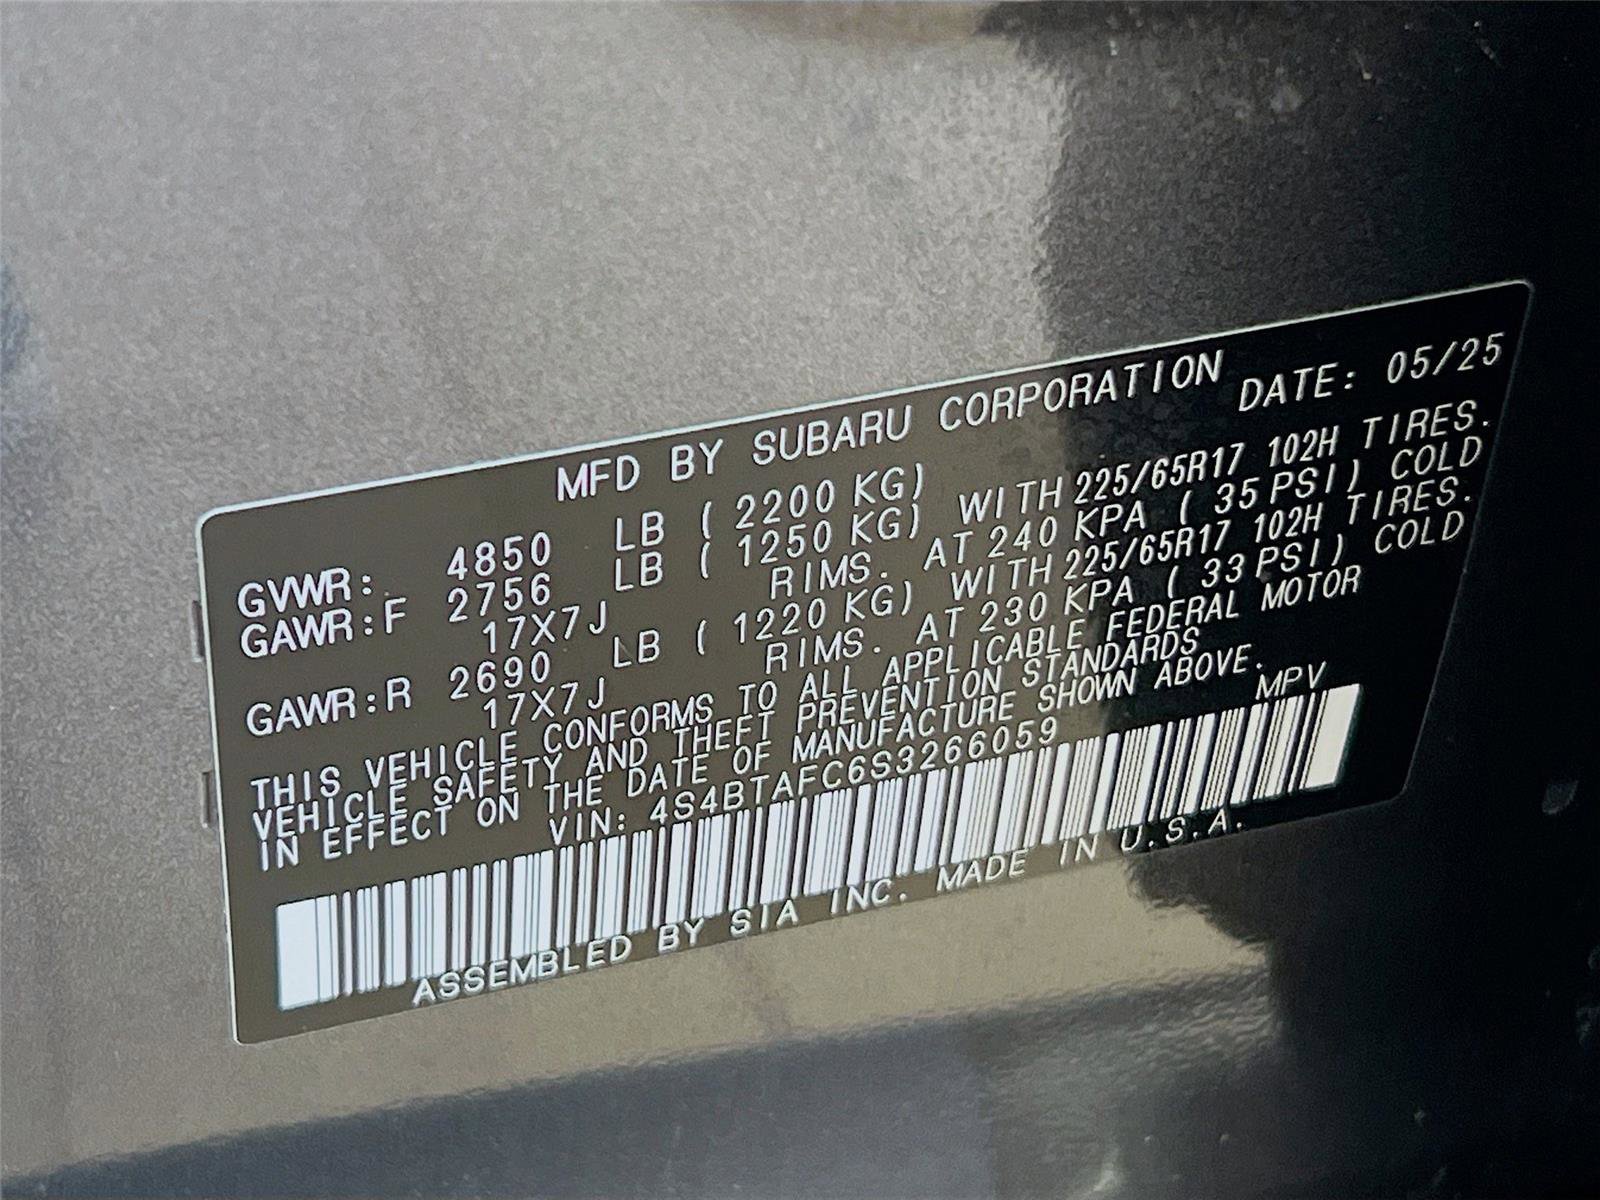 MFD BY SUBARU CORPORATION
DATE: 05/25
GVWR: 4850 LB ( 2200 KG)
GAWR:F 2756 LB ( 1250 KG) WITH 225/65R17 102H TIRES.
17X7J RIMS. AT 240 KPA ( 35 PSI) COLD
GAWR:R 2690 LB ( 1220 KG) WITH 225/65R17 102H TIRES.
17X7J RIMS. AT 230 KPA ( 33 PSI) COLD
THIS VEHICLE CONFORMS TO ALL APPLICABLE FEDERAL MOTOR
VEHICLE SAFETY AND THEFT PREVENTION STANDARDS
IN EFFECT ON THE DATE OF MANUFACTURE SHOWN ABOVE.
VIN: 4S4BTAFC6S3266059 MPV
ASSEMBLED BY SIA INC. MADE IN U.S.A.